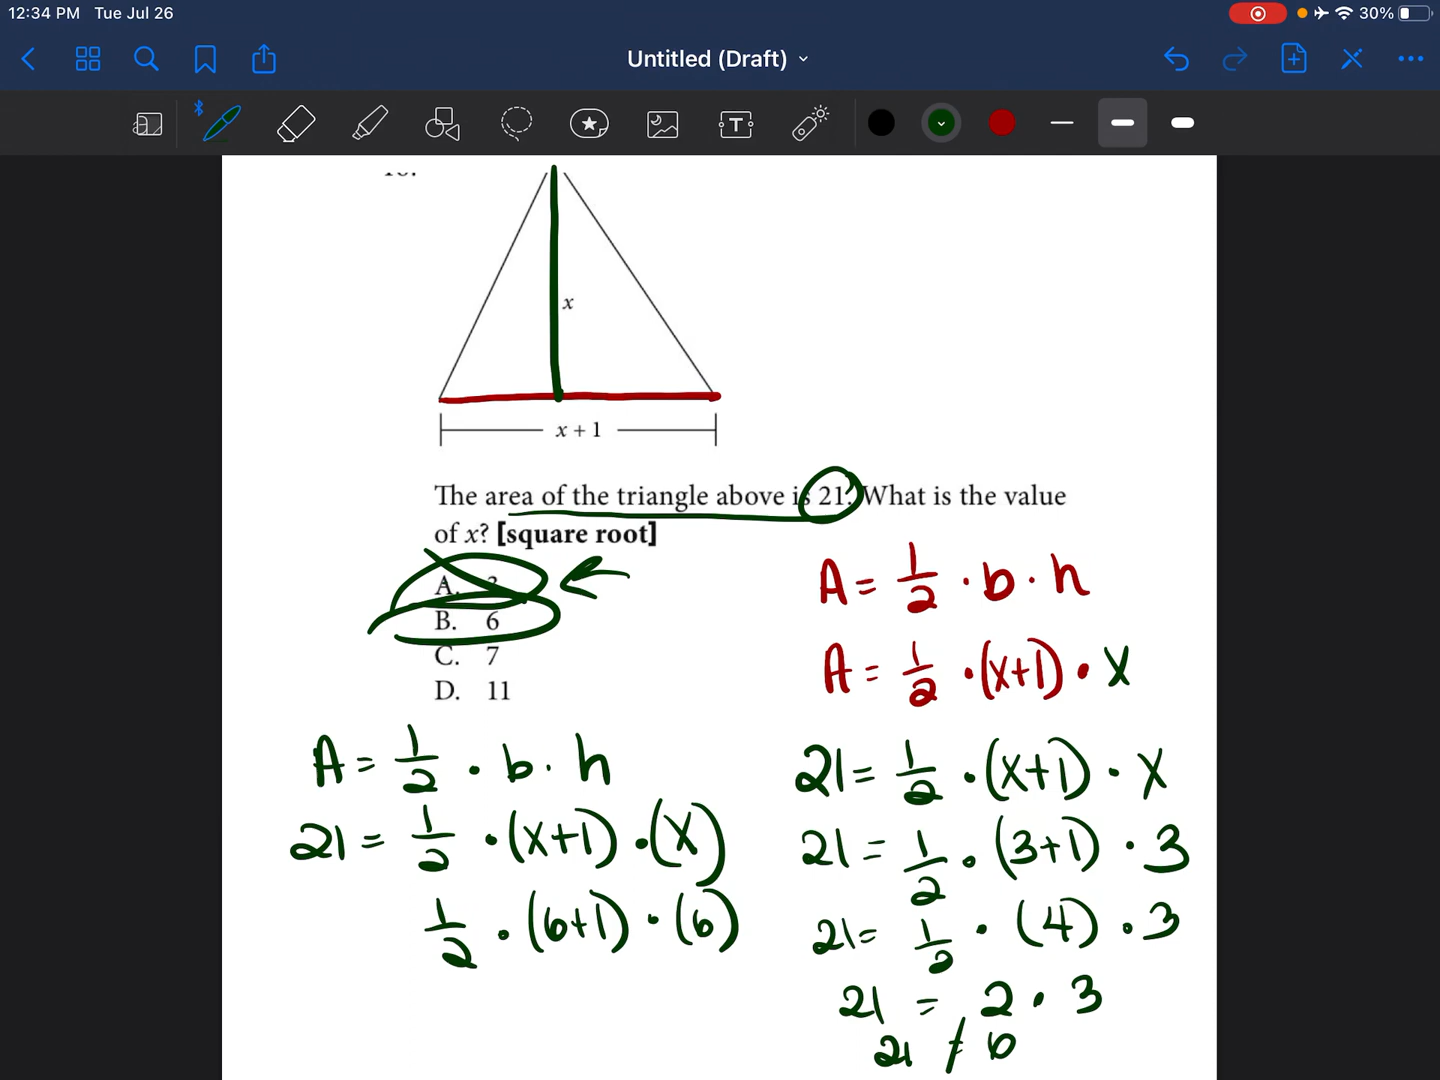 12:34 PM Tue Jul 26
30%
Untitled (Draft)
T
x
x + 1
The area of the triangle above is 21. What is the value
of x? [square root]
A. 3
B. 6
C. 7
D. 11
A = 1/2 · b · h
A = 1/2 · (x+1) · x
21 = 1/2 · (x+1) · x
21 = 1/2 · (3+1) · 3
21 = 1/2 · (4) · 3
21 = 2 · 3
21 ≠ 6
A = 1/2 · b · h
21 = 1/2 · (x+1) · (x)
1/2 · (6+1) · (6)